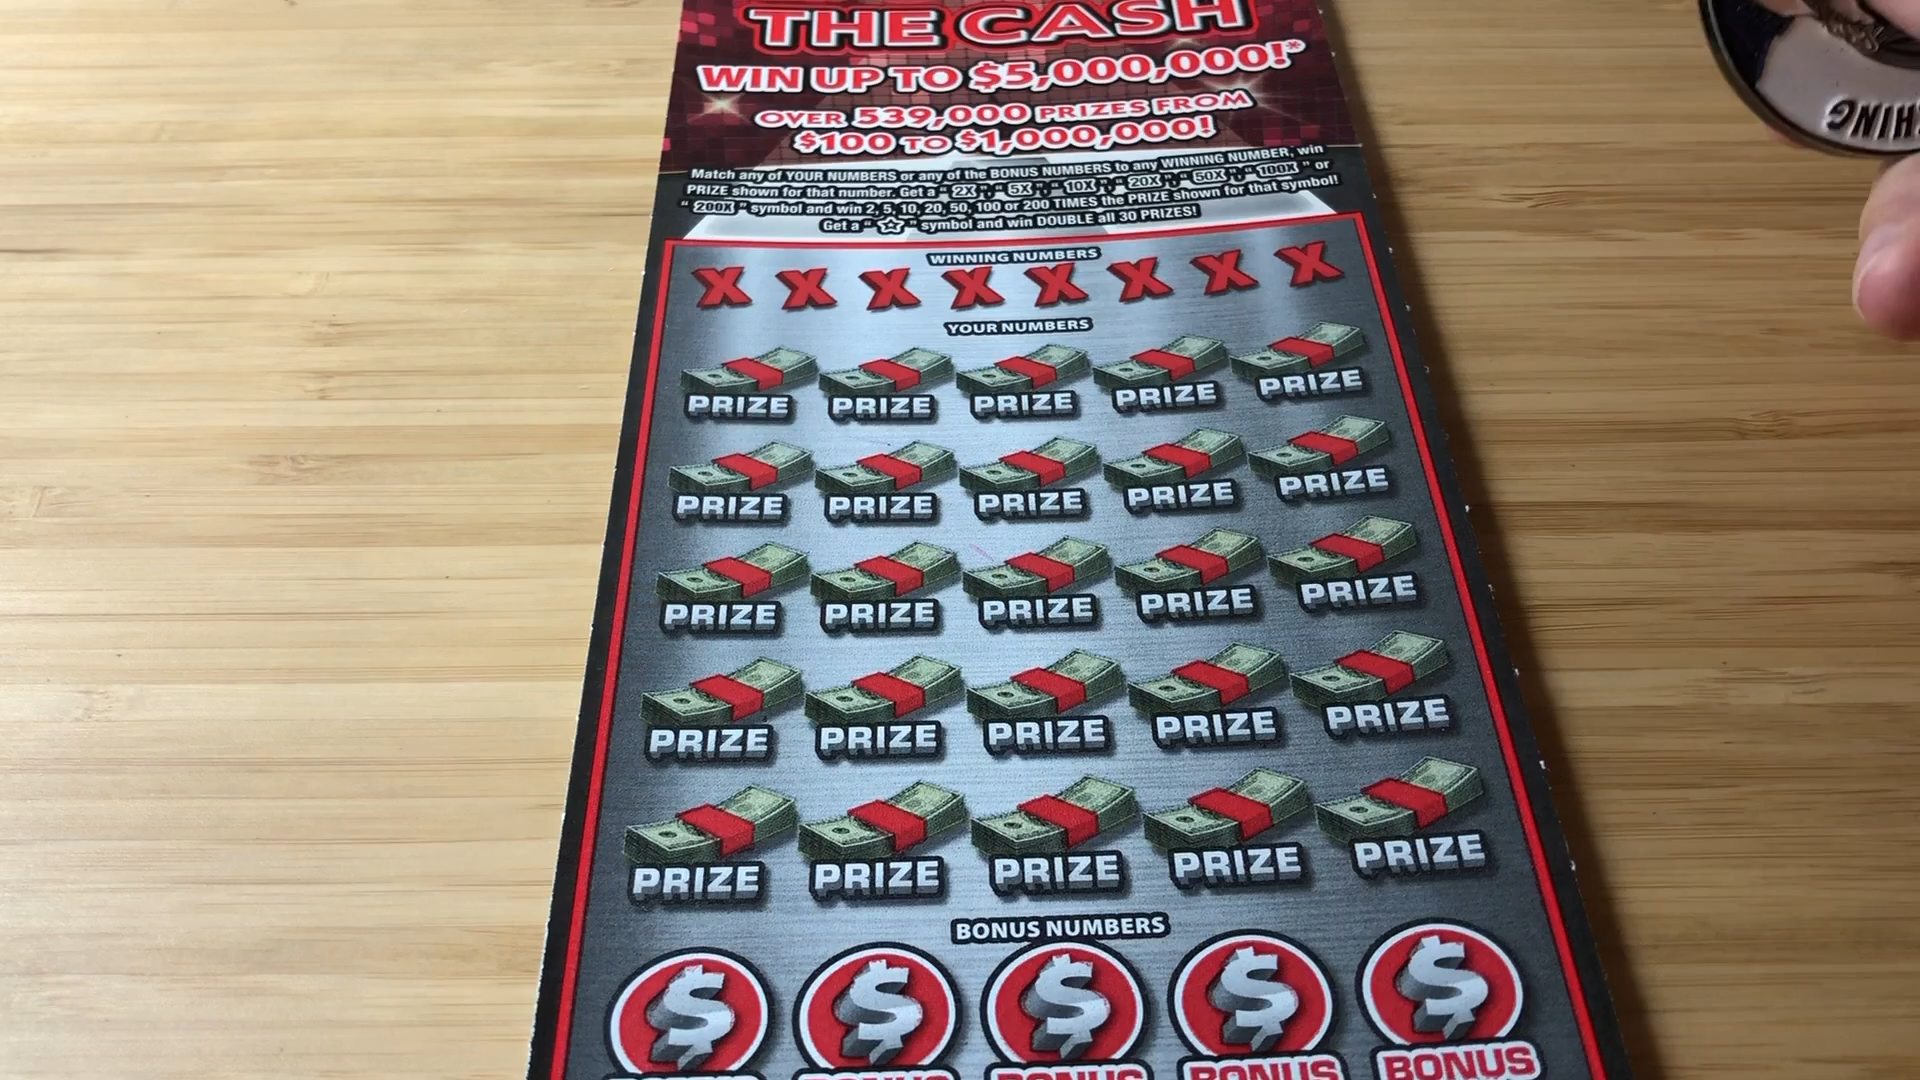 THE CASH
WIN UP TO $5,000,000!*
OVER 539,000 PRIZES FROM
$100 TO $1,000,000!
Match any of YOUR NUMBERS or any of the BONUS NUMBERS to any WINNING NUMBER, win
PRIZE shown for that number. Get a "2X", "5X", "10X", "20X", "50X", "100X" or
"200X" symbol and win 2, 5, 10, 20, 50, 100 or 200 TIMES the PRIZE shown for that symbol!
Get a "☆" symbol and win DOUBLE all 30 PRIZES!
WINNING NUMBERS
X X X X X X X X
YOUR NUMBERS
PRIZE PRIZE PRIZE PRIZE PRIZE
PRIZE PRIZE PRIZE PRIZE PRIZE
PRIZE PRIZE PRIZE PRIZE PRIZE
PRIZE PRIZE PRIZE PRIZE PRIZE
PRIZE PRIZE PRIZE PRIZE PRIZE
BONUS NUMBERS
$ $ $ $ $
BONUS BONUS BONUS BONUS